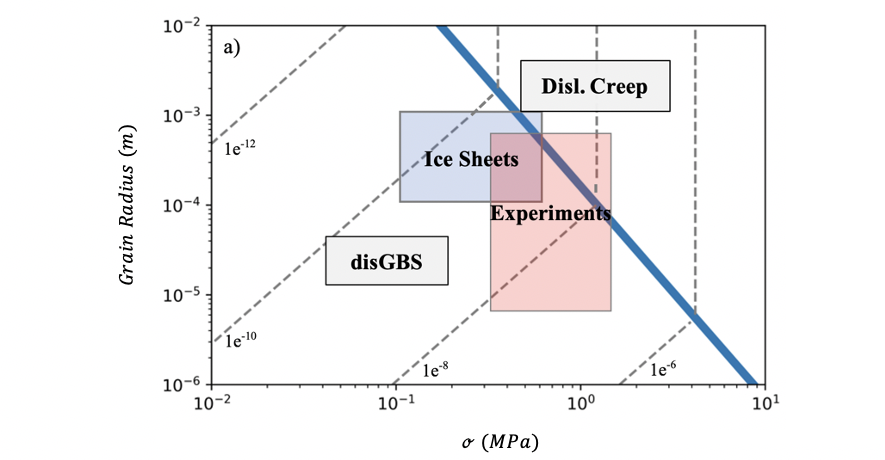 a)
10⁻²
10⁻³
10⁻⁴
10⁻⁵
10⁻⁶
Grain Radius (m)
Disl. Creep
1e-12
Ice Sheets
Experiments
disGBS
1e-10
1e-8
1e-6
10⁻²
10⁻¹
10⁰
10¹
σ (MPa)